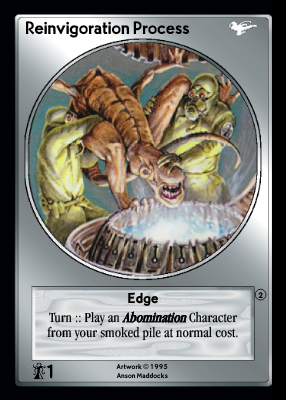 Reinvigoration Process
Edge
2
Turn :: Play an Abomination Character
from your smoked pile at normal cost.
1
Artwork © 1995
Anson Maddocks